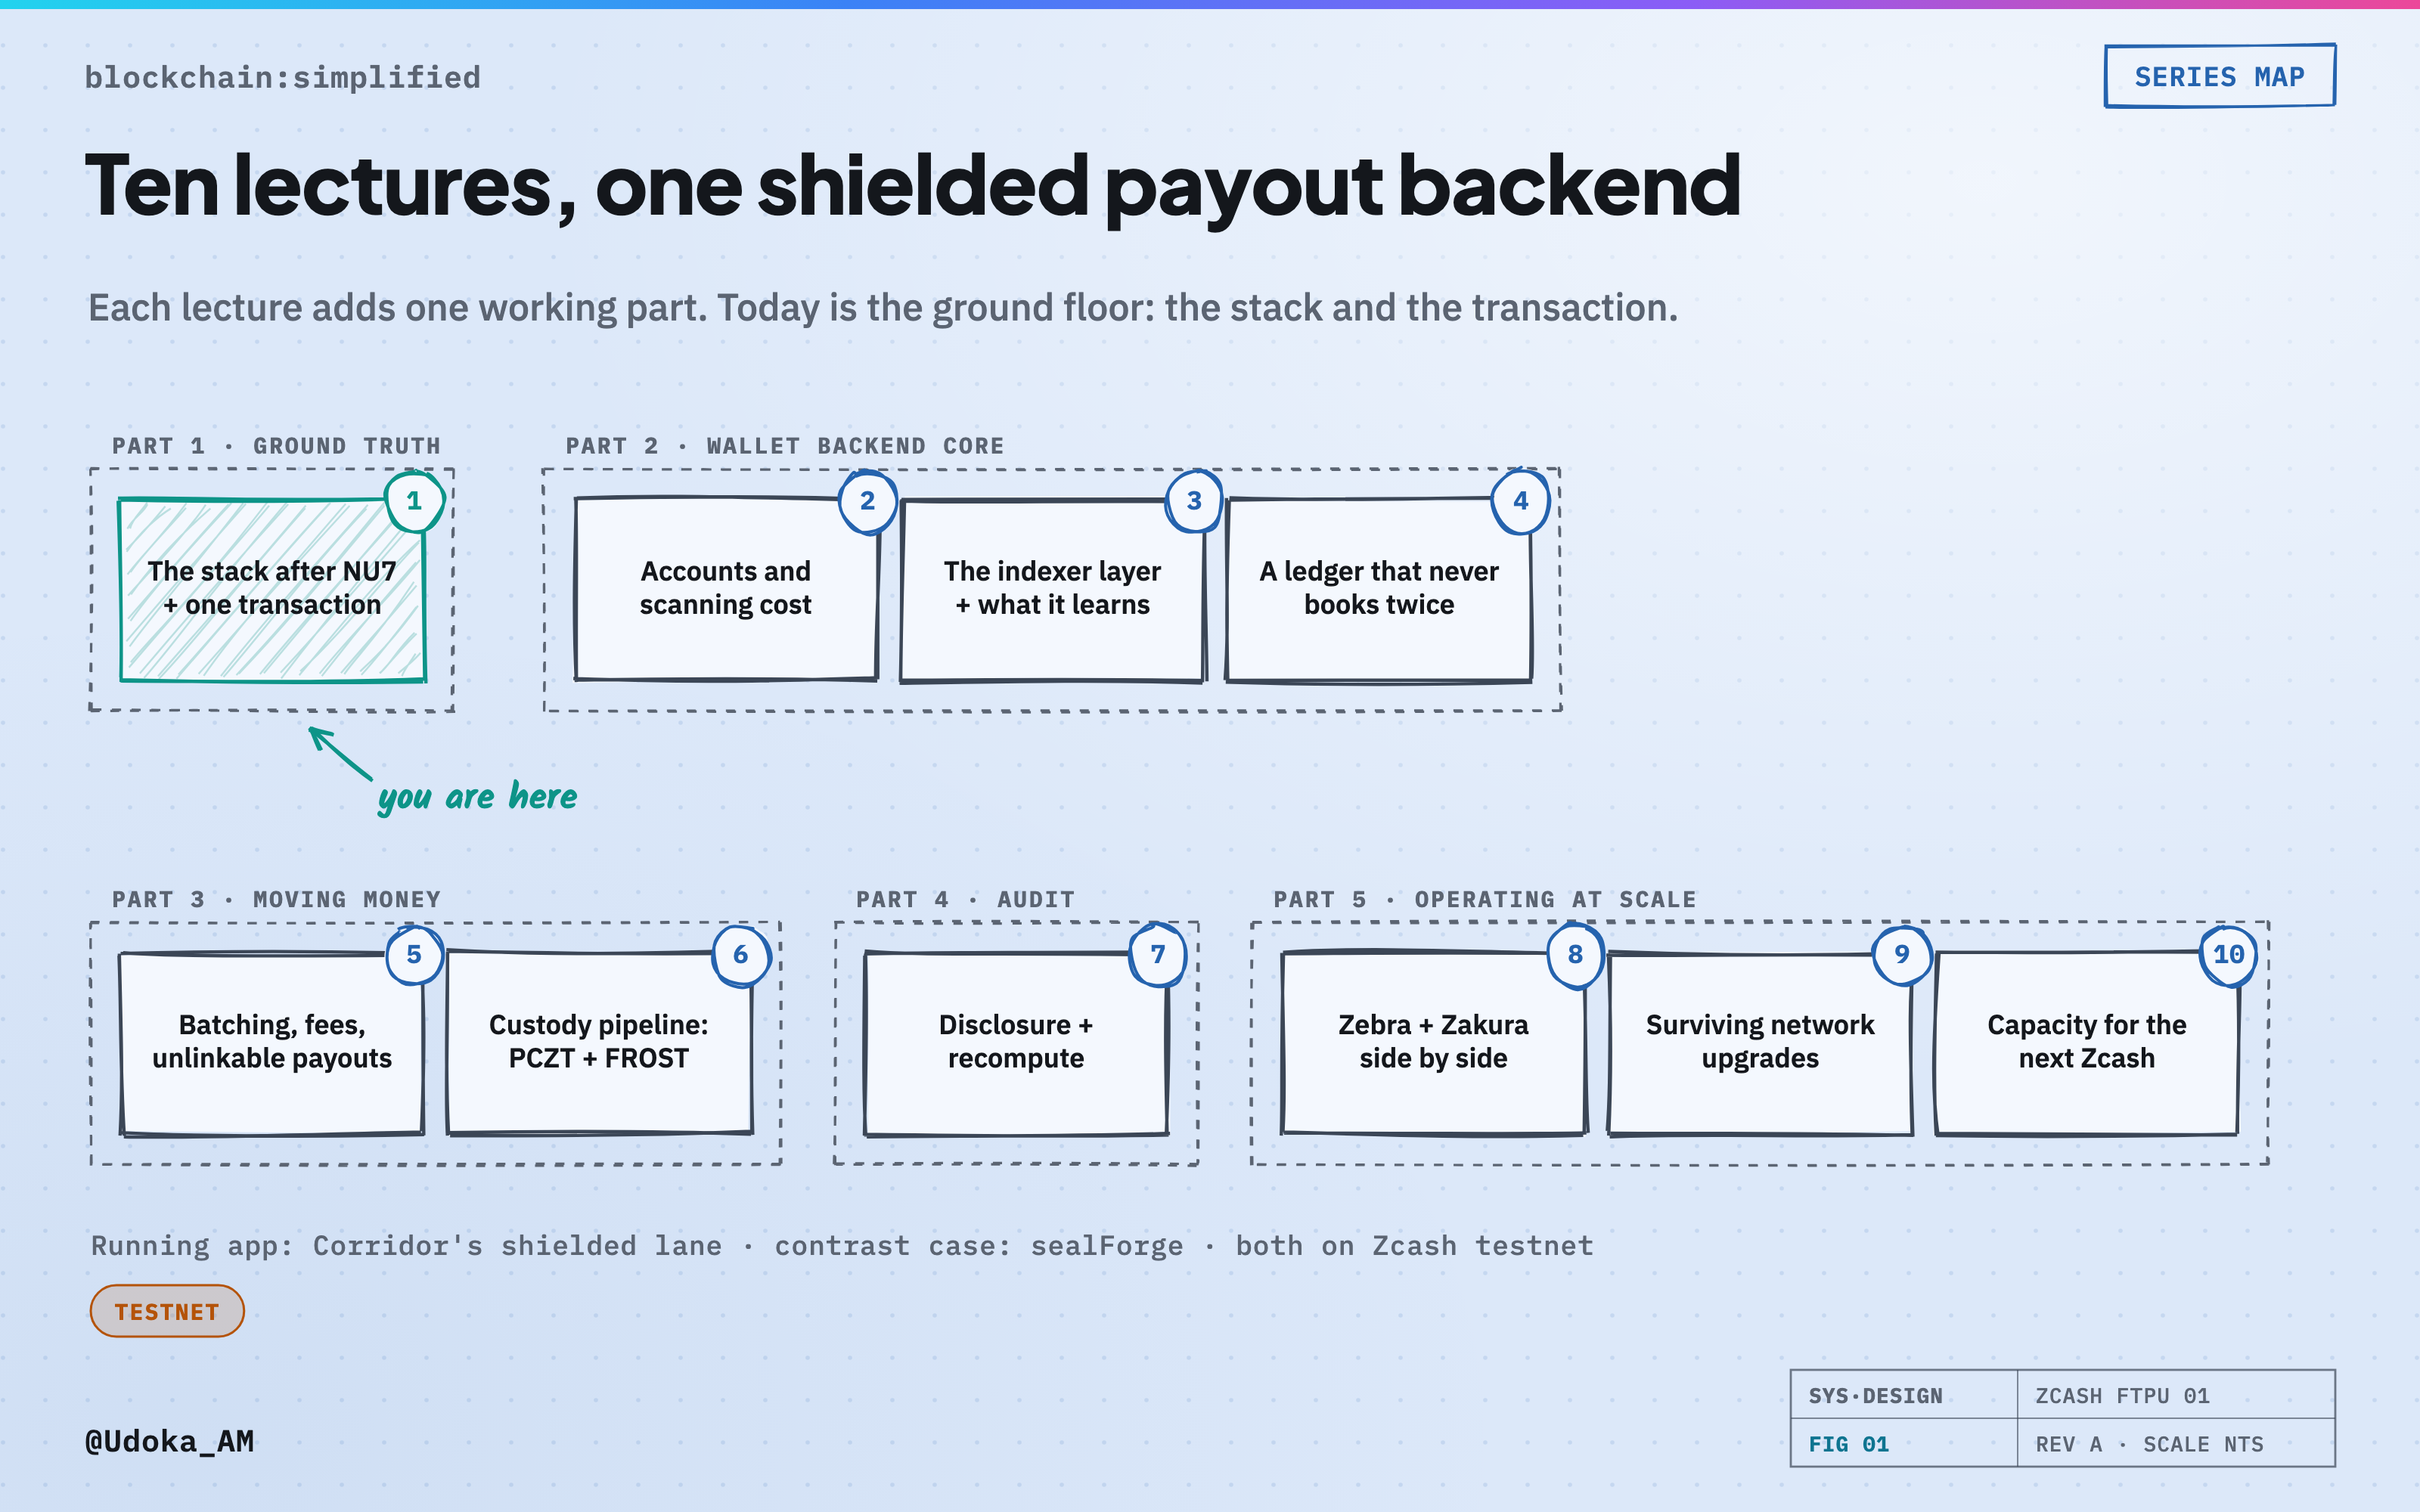 blockchain:simplified
SERIES MAP
Ten lectures, one shielded payout backend
Each lecture adds one working part. Today is the ground floor: the stack and the transaction.
PART 1 · GROUND TRUTH
1
The stack after NU7
+ one transaction
PART 2 · WALLET BACKEND CORE
2
Accounts and
scanning cost
3
The indexer layer
+ what it learns
4
A ledger that never
books twice
you are here
PART 3 · MOVING MONEY
5
Batching, fees,
unlinkable payouts
6
Custody pipeline:
PCZT + FROST
PART 4 · AUDIT
7
Disclosure +
recompute
PART 5 · OPERATING AT SCALE
8
Zebra + Zakura
side by side
9
Surviving network
upgrades
10
Capacity for the
next Zcash
Running app: Corridor's shielded lane · contrast case: sealForge · both on Zcash testnet
TESTNET
@Udoka_AM
SYS·DESIGN
ZCASH FTPU 01
FIG 01
REV A · SCALE NTS